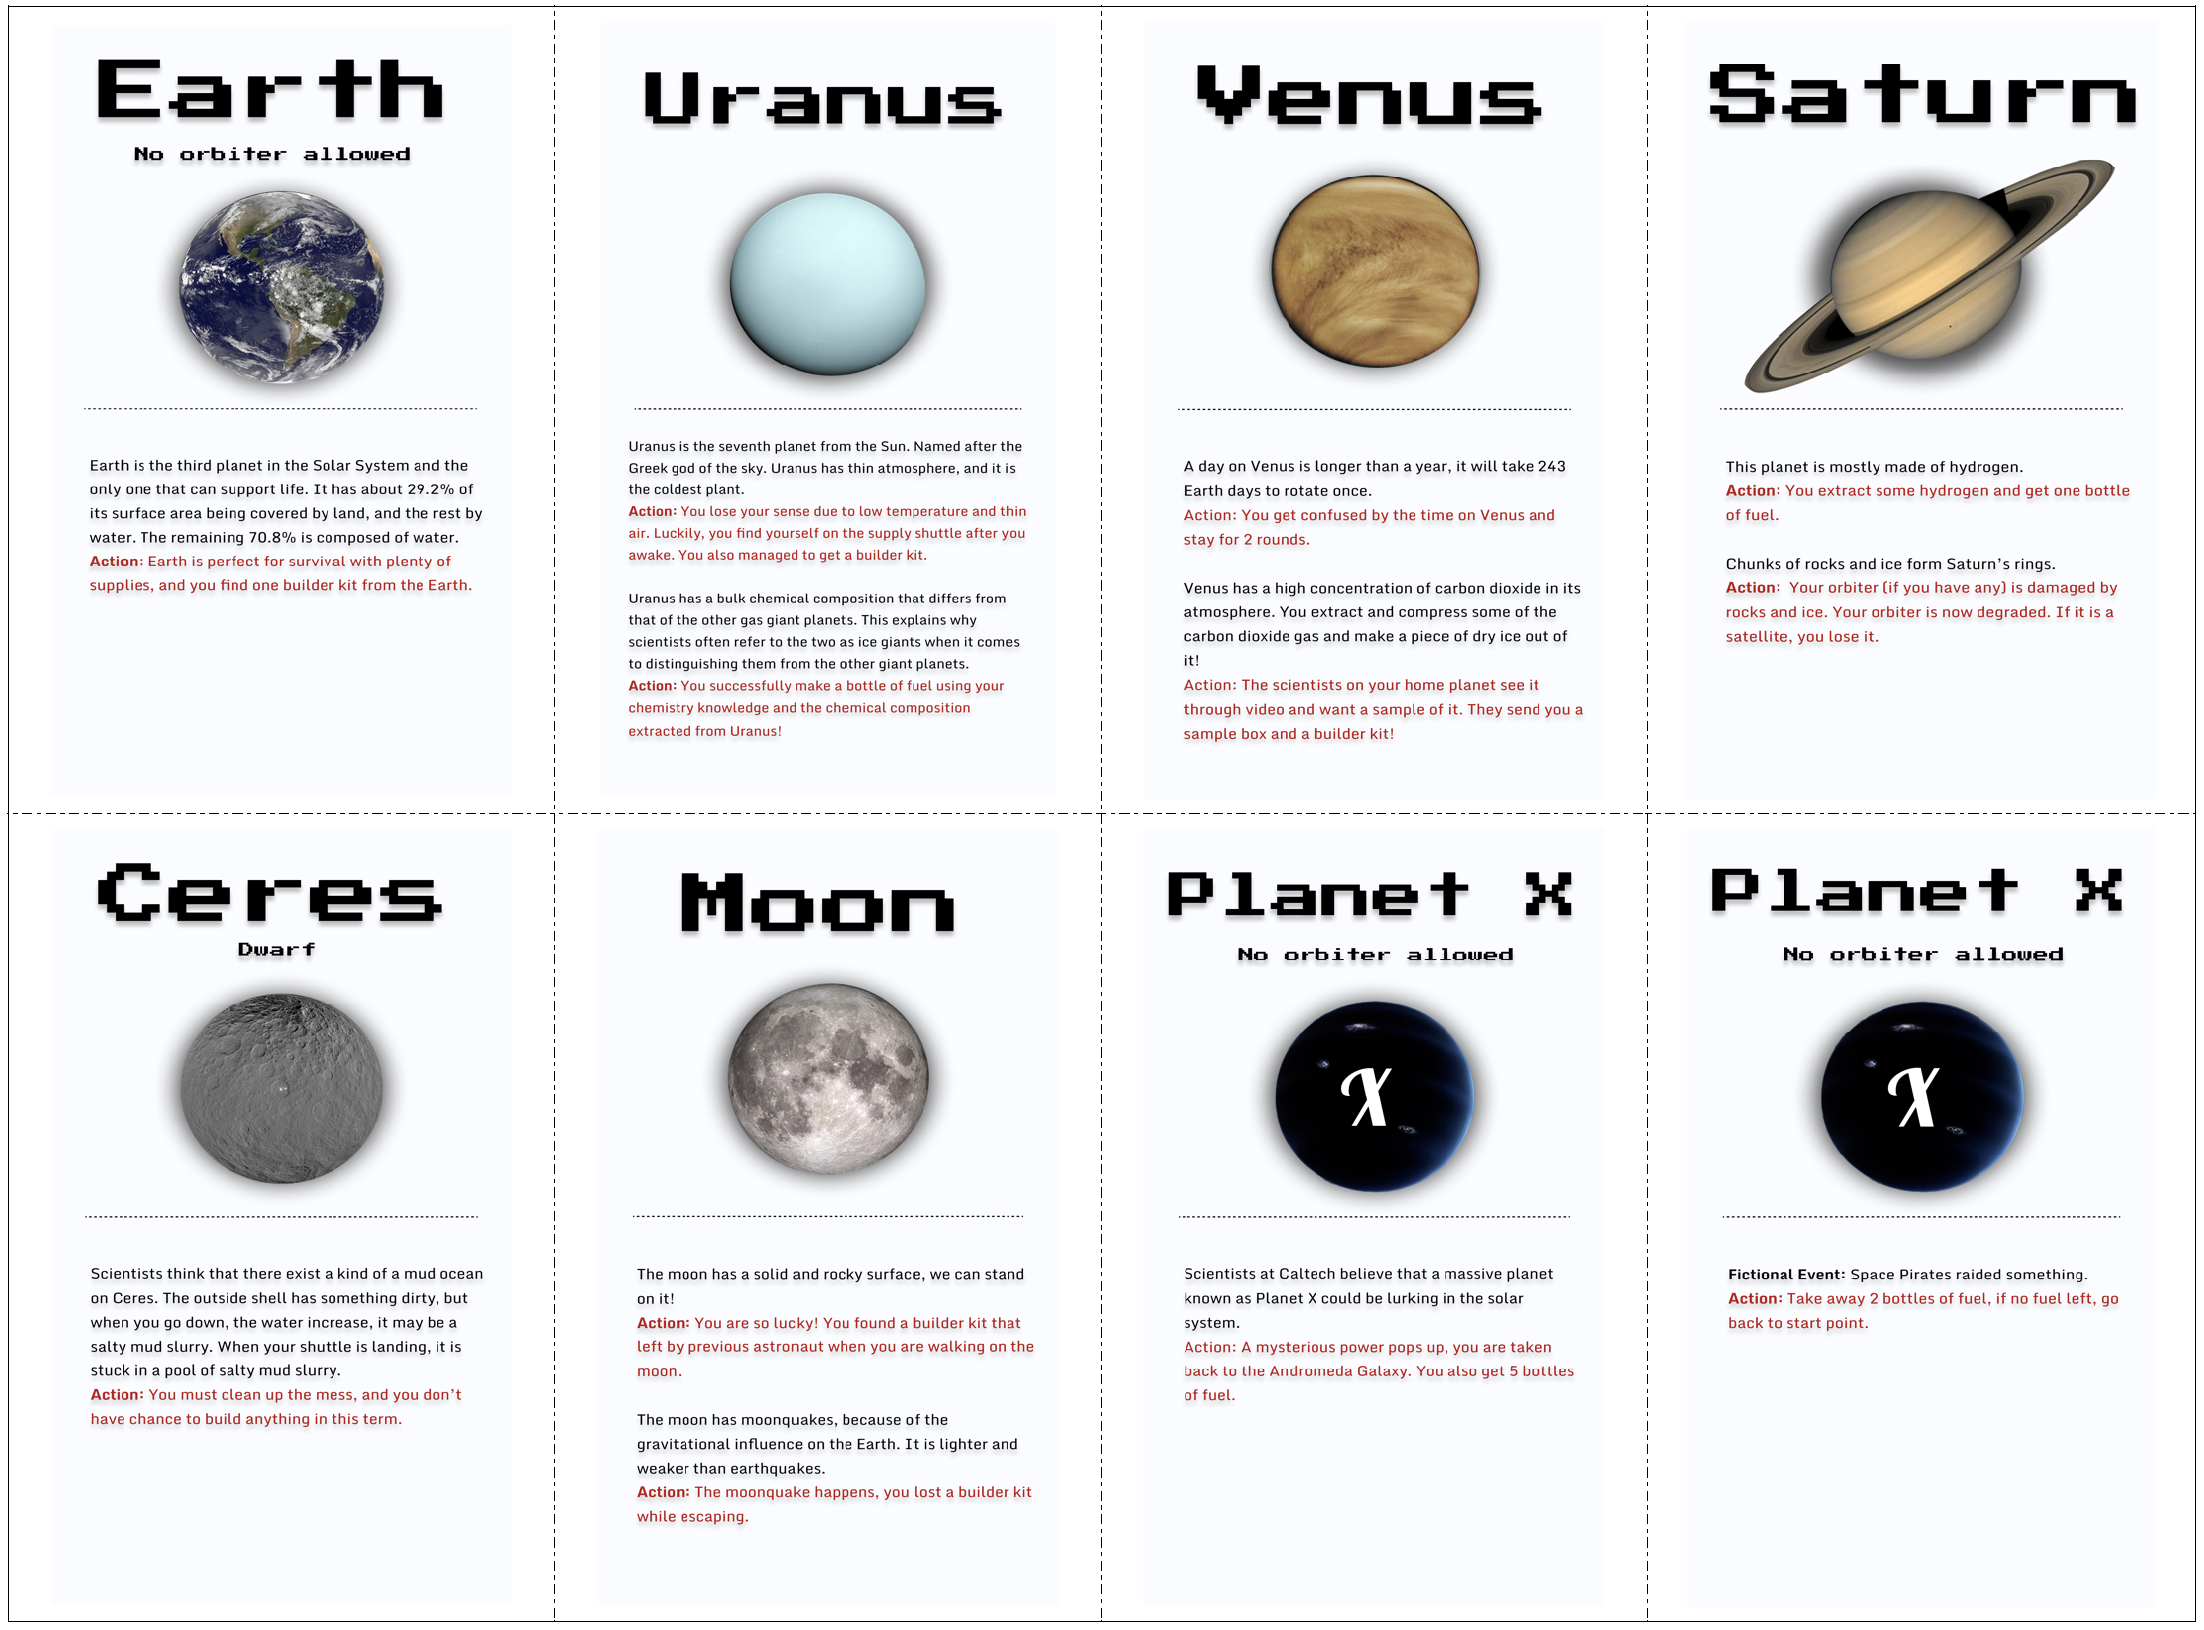 Earth
No orbiter allowed
Earth is the third planet in the Solar System and the
only one that can support life. It has about 29.2% of
its surface area being covered by land, and the rest by
water. The remaining 70.8% is composed of water.
Action: Earth is perfect for survival with plenty of
supplies, and you find one builder kit from the Earth.
Uranus
Uranus is the seventh planet from the Sun. Named after the
Greek god of the sky. Uranus has thin atmosphere, and it is
the coldest plant.
Action: You lose your sense due to low temperature and thin
air. Luckily, you find yourself on the supply shuttle after you
awake. You also managed to get a builder kit.
Uranus has a bulk chemical composition that differs from
that of the other gas giant planets. This explains why
scientists often refer to the two as ice giants when it comes
to distinguishing them from the other giant planets.
Action: You successfully make a bottle of fuel using your
chemistry knowledge and the chemical composition
extracted from Uranus!
Venus
A day on Venus is longer than a year, it will take 243
Earth days to rotate once.
Action: You get confused by the time on Venus and
stay for 2 rounds.
Venus has a high concentration of carbon dioxide in its
atmosphere. You extract and compress some of the
carbon dioxide gas and make a piece of dry ice out of
it!
Action: The scientists on your home planet see it
through video and want a sample of it. They send you a
sample box and a builder kit!
Saturn
This planet is mostly made of hydrogen.
Action: You extract some hydrogen and get one bottle
of fuel.
Chunks of rocks and ice form Saturn's rings.
Action: Your orbiter (if you have any) is damaged by
rocks and ice. Your orbiter is now degraded. If it is a
satellite, you lose it.
Ceres
Dwarf
Scientists think that there exist a kind of a mud ocean
on Ceres. The outside shell has something dirty, but
when you go down, the water increase, it may be a
salty mud slurry. When your shuttle is landing, it is
stuck in a pool of salty mud slurry.
Action: You must clean up the mess, and you don't
have chance to build anything in this term.
Moon
The moon has a solid and rocky surface, we can stand
on it!
Action: You are so lucky! You found a builder kit that
left by previous astronaut when you are walking on the
moon.
The moon has moonquakes, because of the
gravitational influence on the Earth. It is lighter and
weaker than earthquakes.
Action: The moonquake happens, you lost a builder kit
while escaping.
Planet X
No orbiter allowed
X
Scientists at Caltech believe that a massive planet
known as Planet X could be lurking in the solar
system.
Action: A mysterious power pops up, you are taken
back to the Andromeda Galaxy. You also get 5 bottles
of fuel.
Planet X
No orbiter allowed
X
Fictional Event: Space Pirates raided something.
Action: Take away 2 bottles of fuel, if no fuel left, go
back to start point.